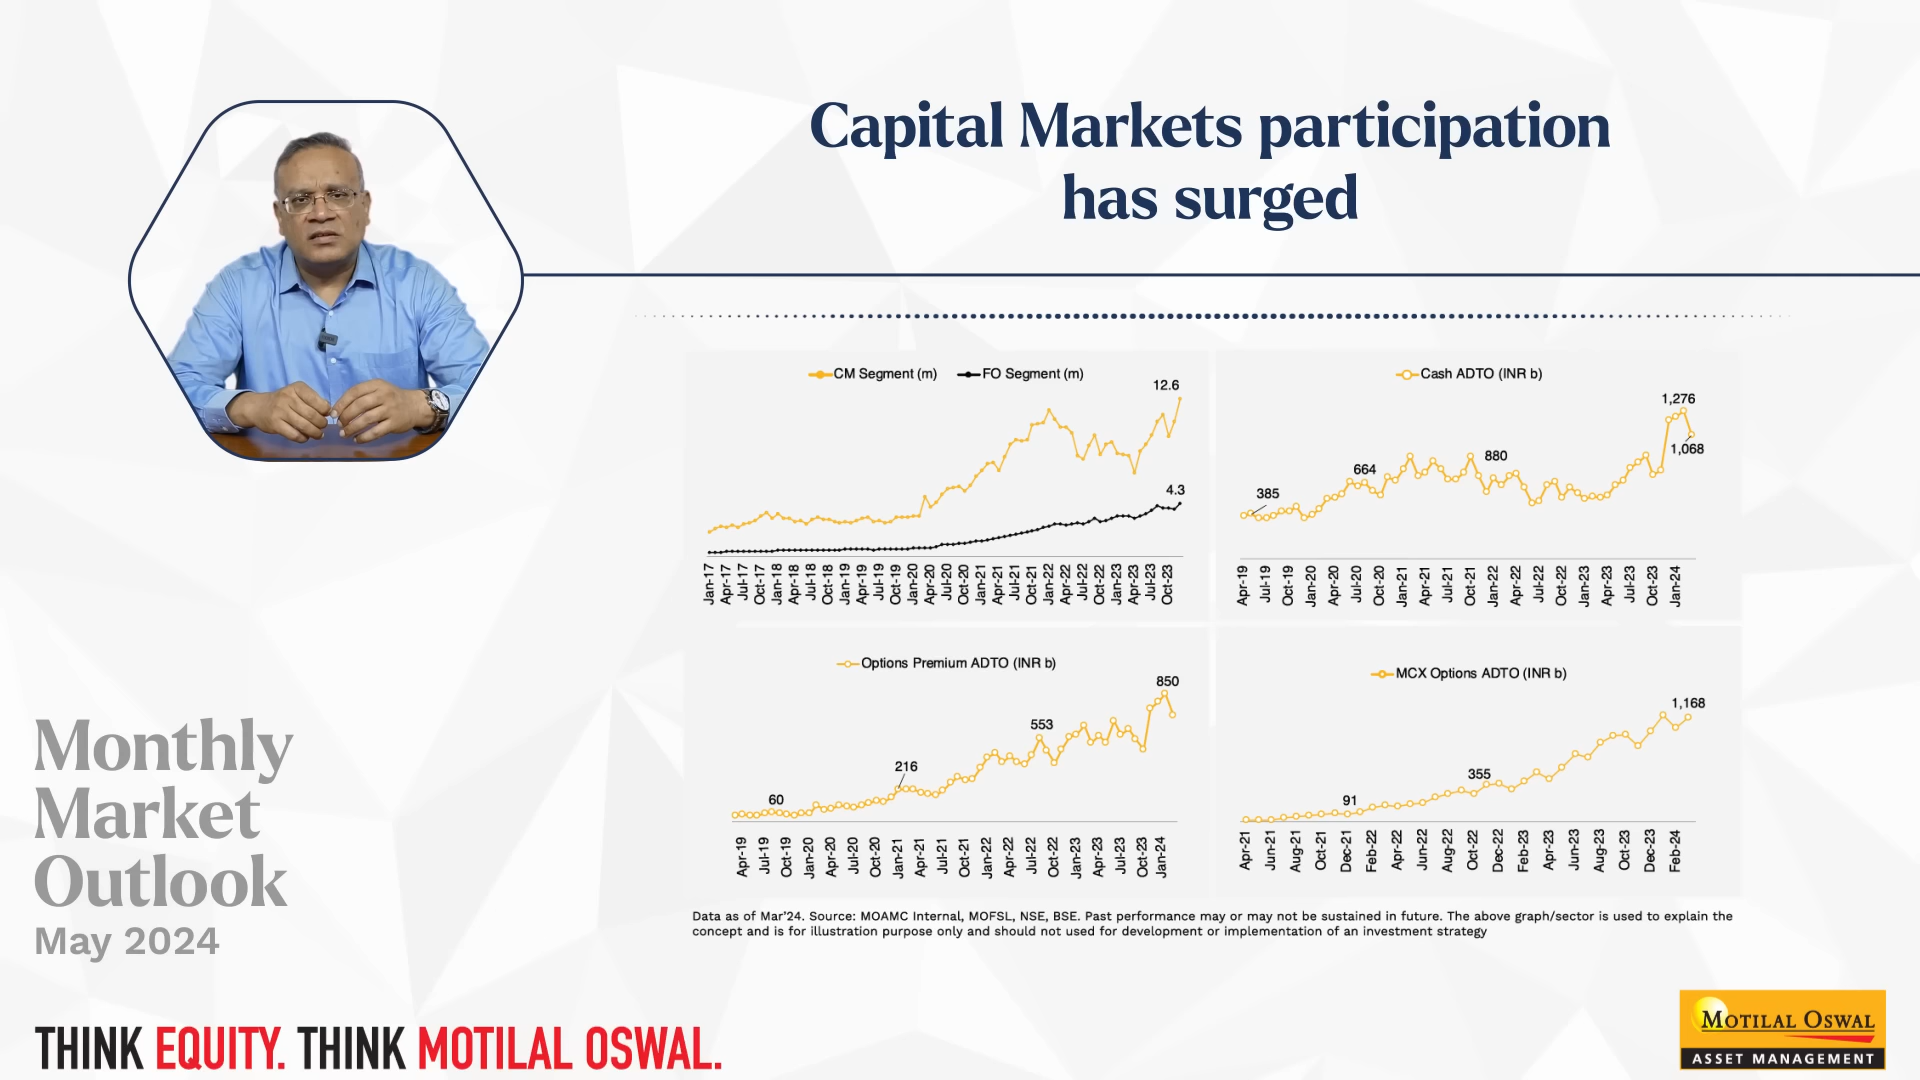 Capital Markets participation
has surged
CM Segment (m)
FO Segment (m)
12.6
4.3
Jan-17 Apr-17 Jul-17 Oct-17 Jan-18 Apr-18 Jul-18 Oct-18 Jan-19 Apr-19 Jul-19 Oct-19 Jan-20 Apr-20 Jul-20 Oct-20 Jan-21 Apr-21 Jul-21 Oct-21 Jan-22 Apr-22 Jul-22 Oct-22 Jan-23 Apr-23 Jul-23 Oct-23
Cash ADTO (INR b)
1,276
1,068
880
664
385
Apr-19 Jul-19 Oct-19 Jan-20 Apr-20 Jul-20 Oct-20 Jan-21 Apr-21 Jul-21 Oct-21 Jan-22 Apr-22 Jul-22 Oct-22 Jan-23 Apr-23 Jul-23 Oct-23 Jan-24
Options Premium ADTO (INR b)
850
553
216
60
Apr-19 Jul-19 Oct-19 Jan-20 Apr-20 Jul-20 Oct-20 Jan-21 Apr-21 Jul-21 Oct-21 Jan-22 Apr-22 Jul-22 Oct-22 Jan-23 Apr-23 Jul-23 Oct-23 Jan-24
MCX Options ADTO (INR b)
1,168
355
91
Apr-21 Jun-21 Aug-21 Oct-21 Dec-21 Feb-22 Apr-22 Jun-22 Aug-22 Oct-22 Dec-22 Feb-23 Apr-23 Jun-23 Aug-23 Oct-23 Dec-23 Feb-24
Data as of Mar'24. Source: MOAMC Internal, MOFSL, NSE, BSE. Past performance may or may not be sustained in future. The above graph/sector is used to explain the
concept and is for illustration purpose only and should not used for development or implementation of an investment strategy
Monthly
Market
Outlook
May 2024
THINK EQUITY. THINK MOTILAL OSWAL.
MOTILAL OSWAL
ASSET MANAGEMENT